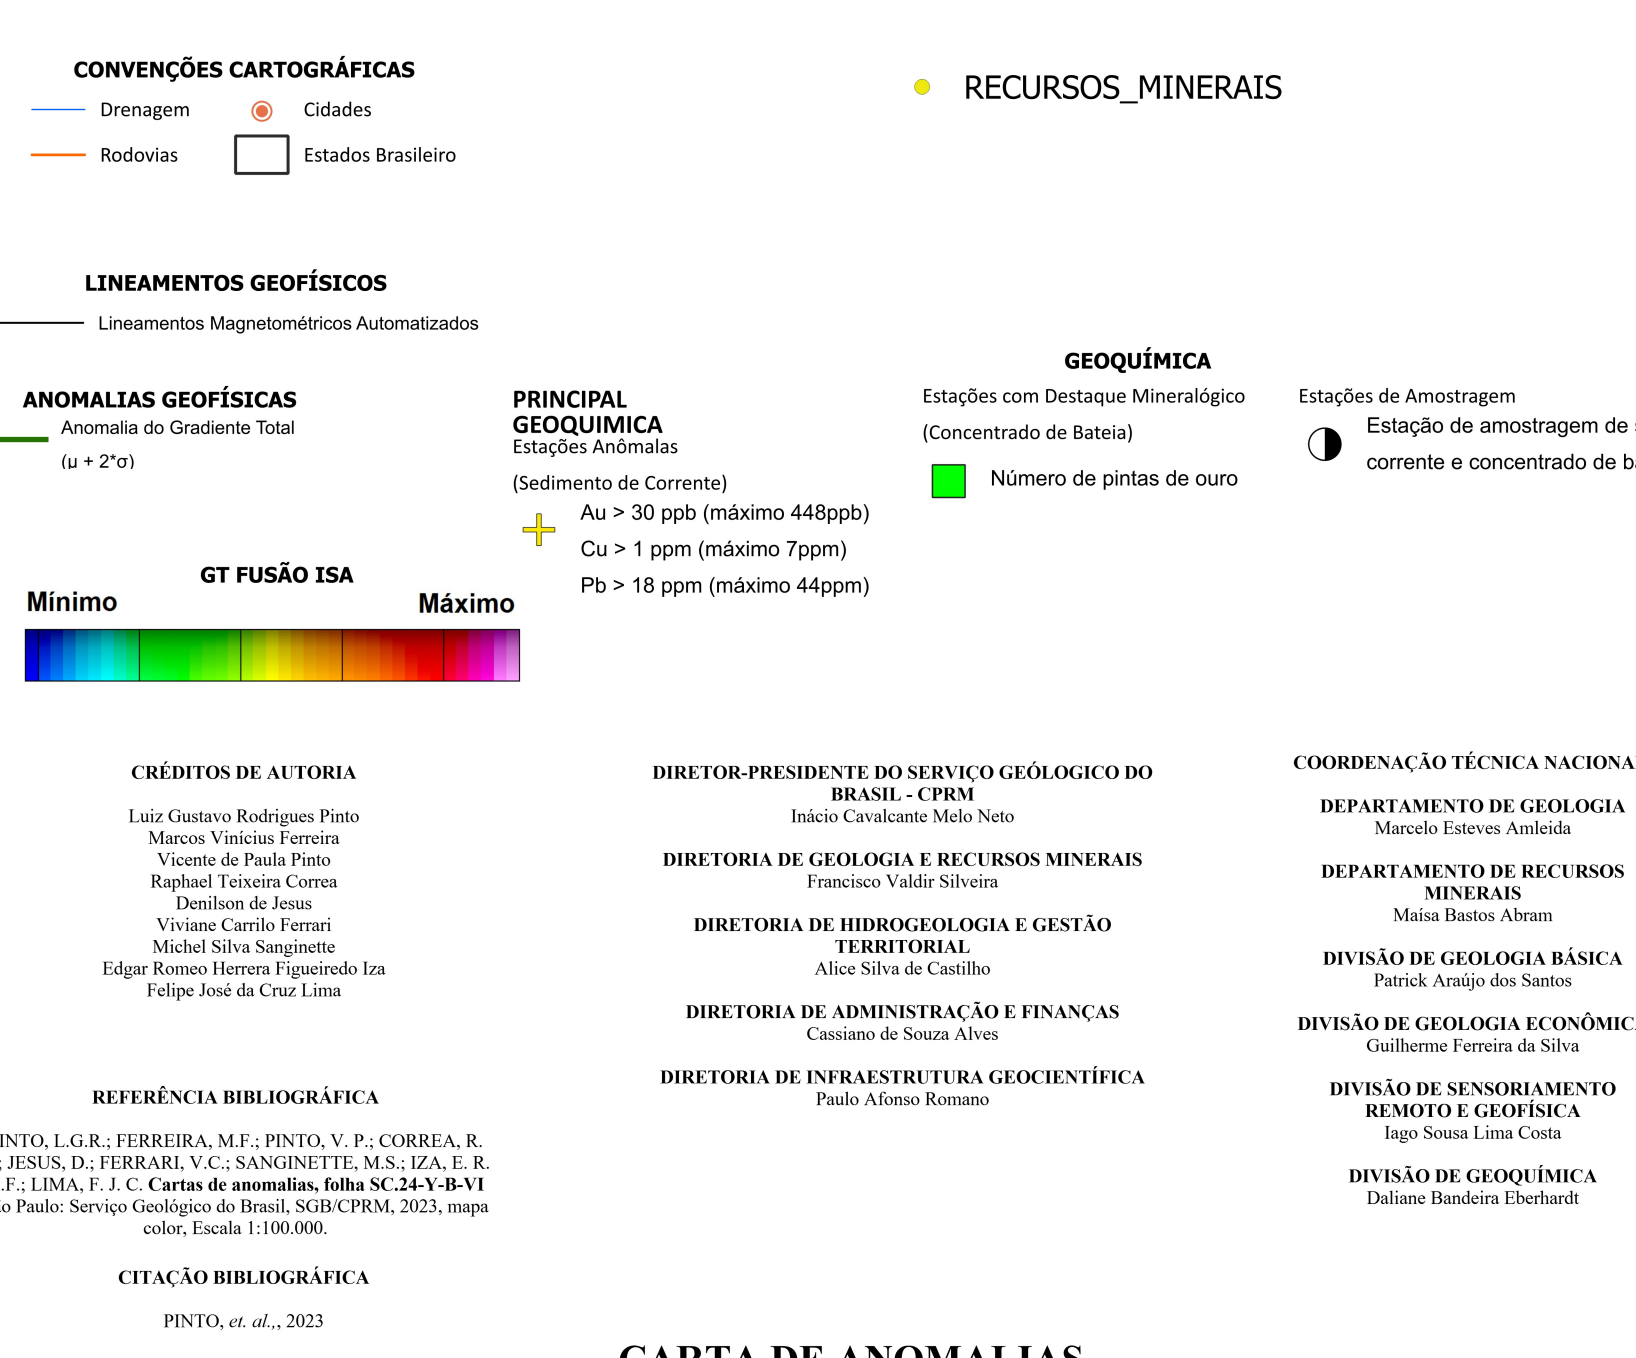 CONVENÇÕES CARTOGRÁFICAS
Drenagem
Cidades
Rodovias
Estados Brasileiro
RECURSOS_MINERAIS
LINEAMENTOS GEOFÍSICOS
Lineamentos Magnetométricos Automatizados
ANOMALIAS GEOFÍSICAS
Anomalia do Gradiente Total
(µ + 2*σ)
PRINCIPAL
GEOQUIMICA
Estações Anômalas
(Sedimento de Corrente)
Au > 30 ppb (máximo 448ppb)
Cu > 1 ppm (máximo 7ppm)
Pb > 18 ppm (máximo 44ppm)
GEOQUÍMICA
Estações com Destaque Mineralógico
(Concentrado de Bateia)
Número de pintas de ouro
Estações de Amostragem
Estação de amostragem de
corrente e concentrado de
GT FUSÃO ISA
Mínimo
Máximo
CRÉDITOS DE AUTORIA
Luiz Gustavo Rodrigues Pinto
Marcos Vinícius Ferreira
Vicente de Paula Pinto
Raphael Teixeira Correa
Denilson de Jesus
Viviane Carrilo Ferrari
Michel Silva Sanginette
Edgar Romeo Herrera Figueiredo Iza
Felipe José da Cruz Lima
REFERÊNCIA BIBLIOGRÁFICA
INTO, L.G.R.; FERREIRA, M.F.; PINTO, V. P.; CORREA, R.
; JESUS, D.; FERRARI, V.C.; SANGINETTE, M.S.; IZA, E. R.
.F.; LIMA, F. J. C. Cartas de anomalias, folha SC.24-Y-B-VI
o Paulo: Serviço Geológico do Brasil, SGB/CPRM, 2023, mapa
color, Escala 1:100.000.
CITAÇÃO BIBLIOGRÁFICA
PINTO, et. al.,, 2023
DIRETOR-PRESIDENTE DO SERVIÇO GEÓLOGICO DO
BRASIL - CPRM
Inácio Cavalcante Melo Neto
DIRETORIA DE GEOLOGIA E RECURSOS MINERAIS
Francisco Valdir Silveira
DIRETORIA DE HIDROGEOLOGIA E GESTÃO
TERRITORIAL
Alice Silva de Castilho
DIRETORIA DE ADMINISTRAÇÃO E FINANÇAS
Cassiano de Souza Alves
DIRETORIA DE INFRAESTRUTURA GEOCIENTÍFICA
Paulo Afonso Romano
COORDENAÇÃO TÉCNICA NACIONA
DEPARTAMENTO DE GEOLOGIA
Marcelo Esteves Amleida
DEPARTAMENTO DE RECURSOS
MINERAIS
Maísa Bastos Abram
DIVISÃO DE GEOLOGIA BÁSICA
Patrick Araújo dos Santos
DIVISÃO DE GEOLOGIA ECONÔMIC
Guilherme Ferreira da Silva
DIVISÃO DE SENSORIAMENTO
REMOTO E GEOFÍSICA
Iago Sousa Lima Costa
DIVISÃO DE GEOQUÍMICA
Daliane Bandeira Eberhardt
CARTA DE ANOMALIAS